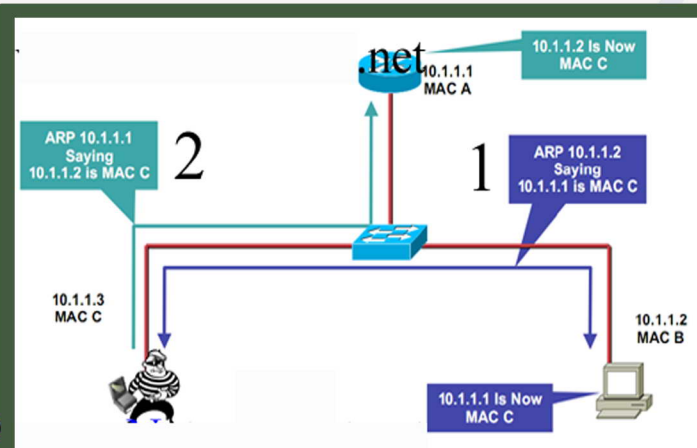 10.1.1.2 Is Now
MAC C
.net
10.1.1.1
MAC A
ARP 10.1.1.1
Saying
10.1.1.2 is MAC C
2
1
ARP 10.1.1.2
Saying
10.1.1.1 is MAC C
10.1.1.3
MAC C
10.1.1.2
MAC B
10.1.1.1 Is Now
MAC C